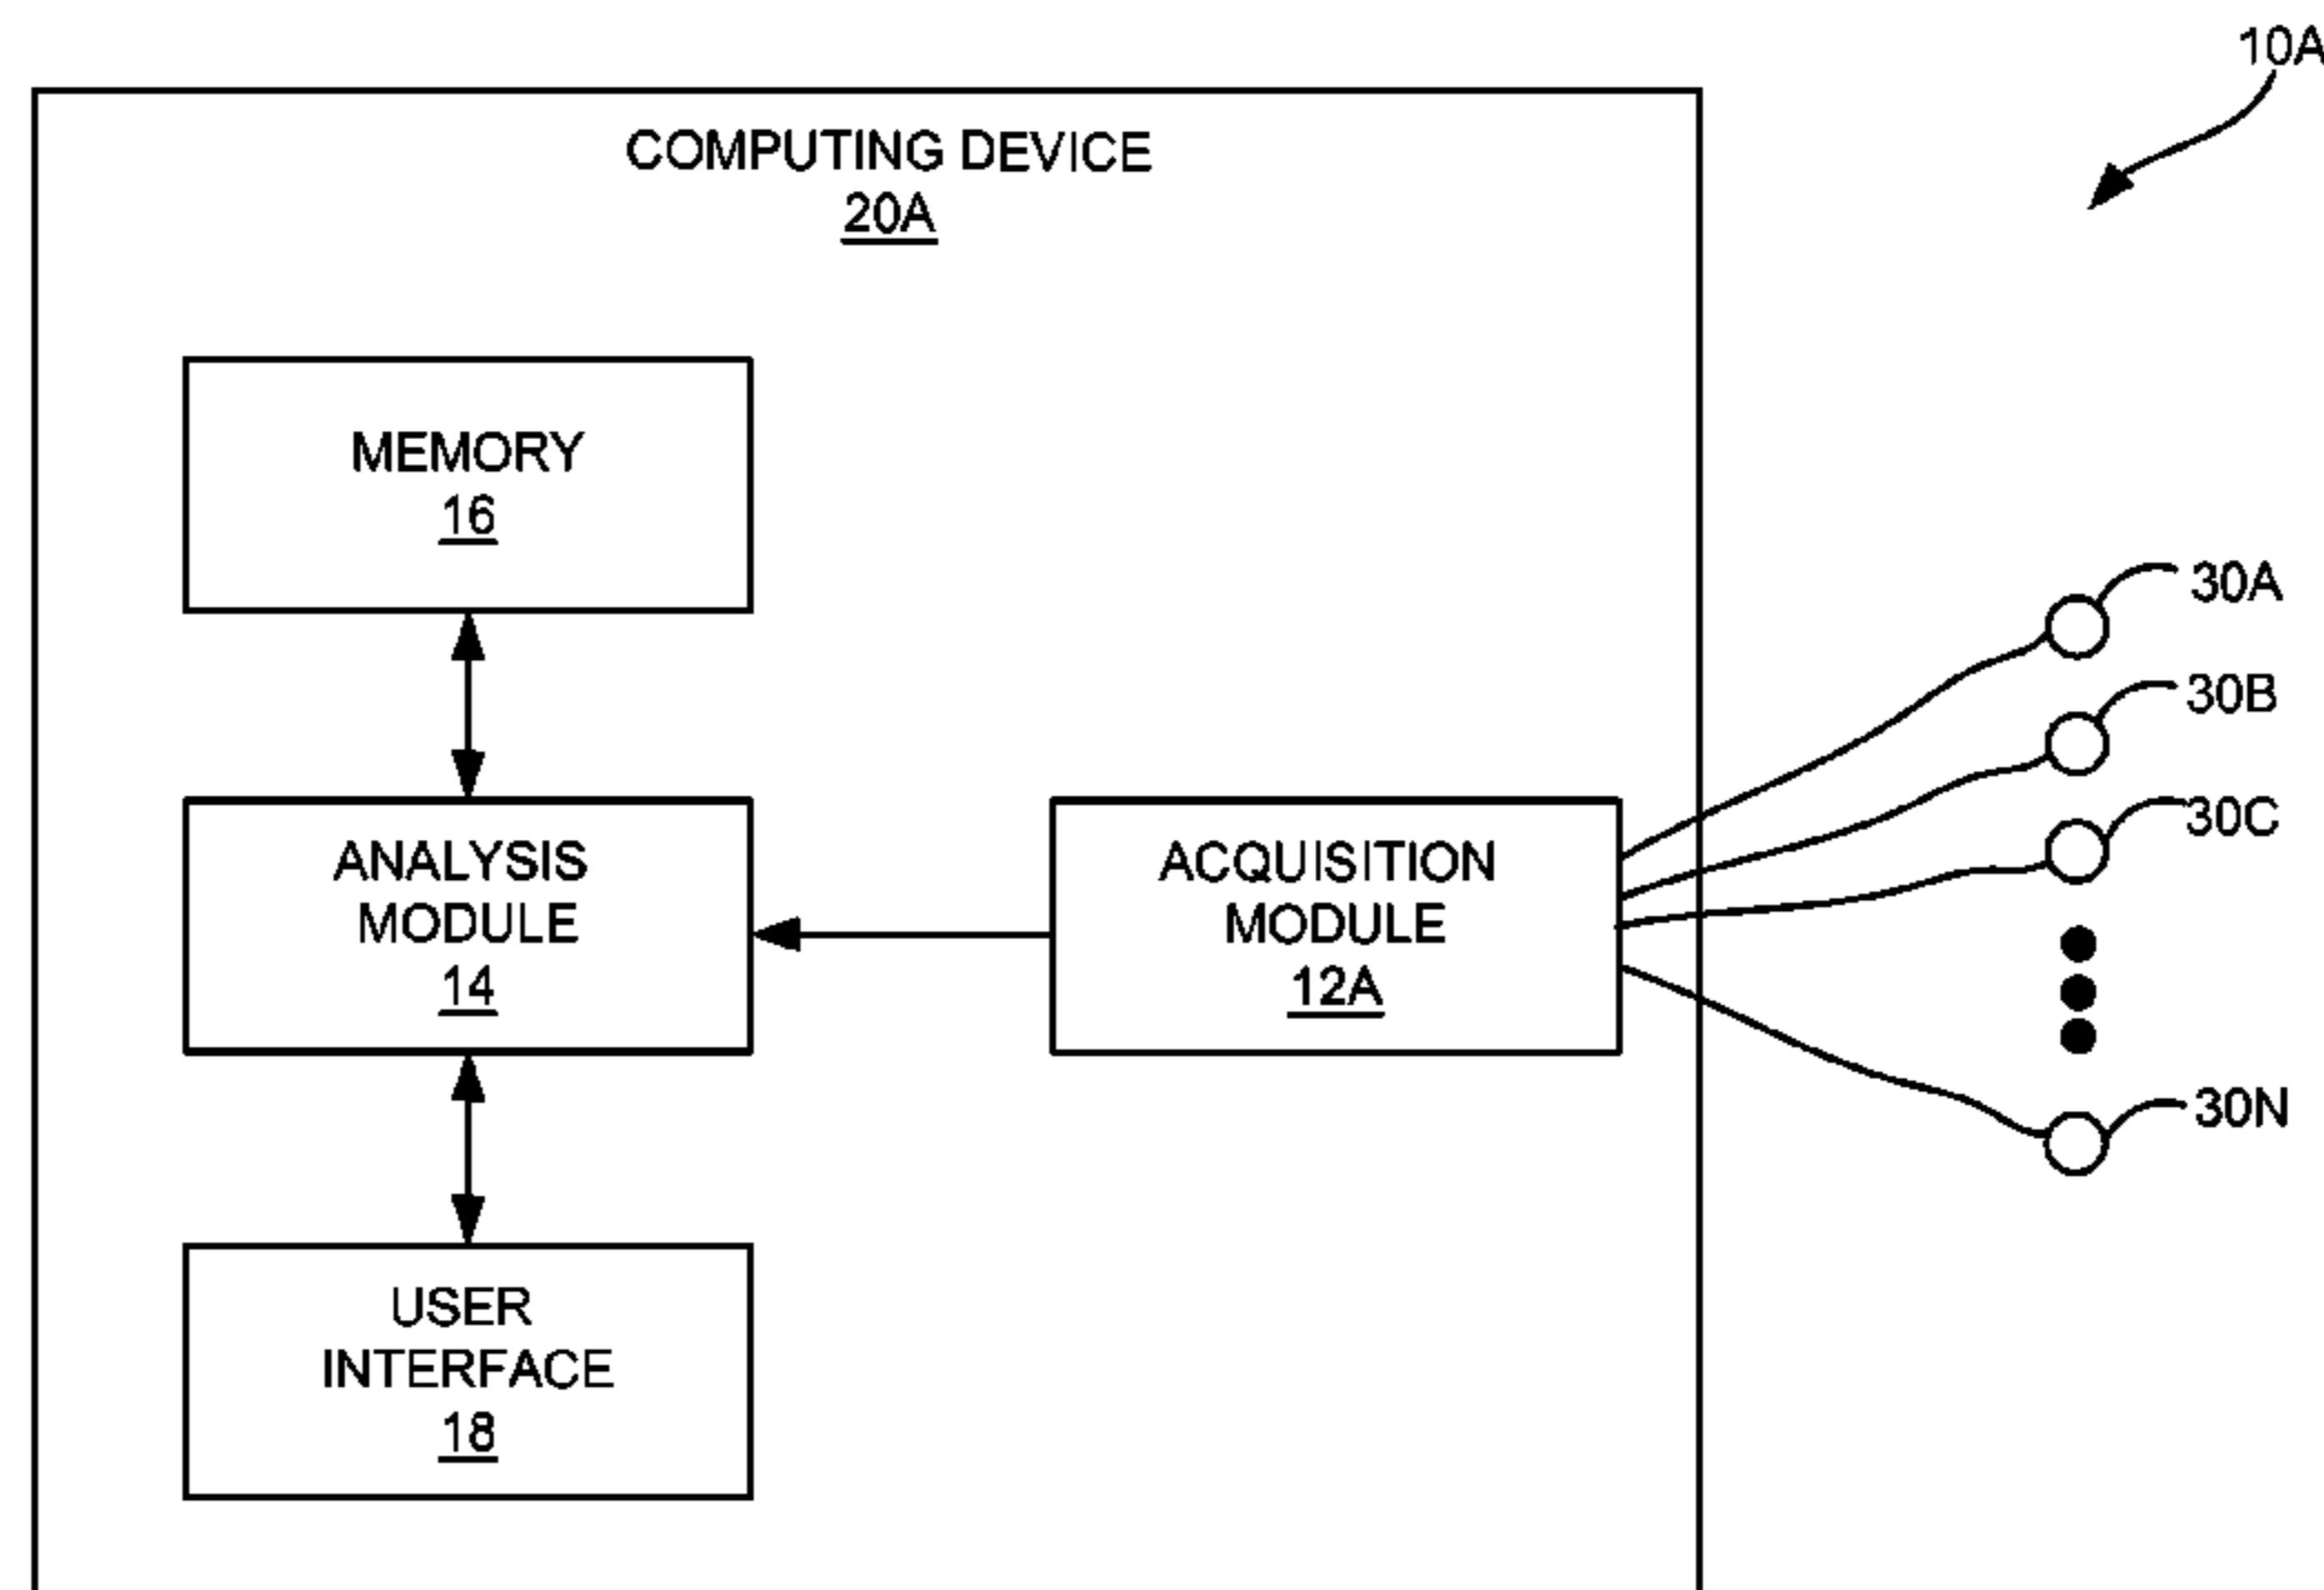 10A
COMPUTING DEVICE
20A
MEMORY
16
30A
30B
30C
ANALYSIS
MODULE
14
ACQUISITION
MODULE
12A
30N
USER
INTERFACE
18